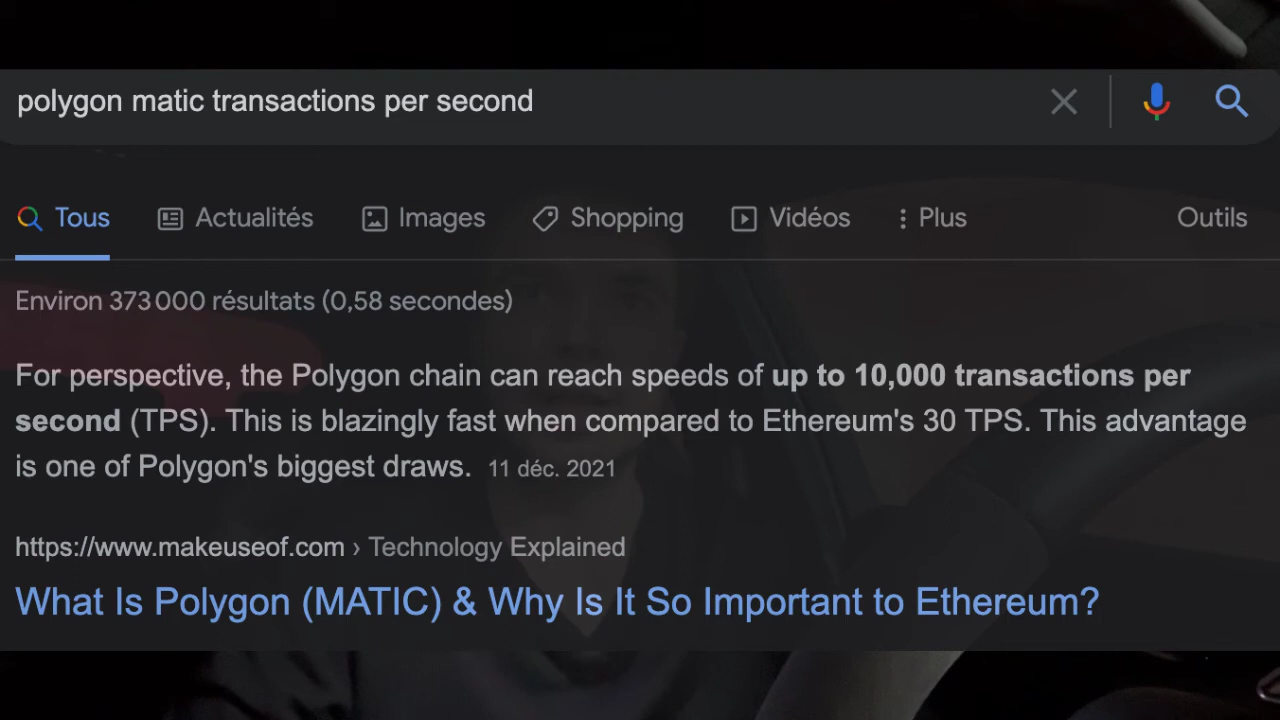 polygon matic transactions per second
Tous Actualités Images Shopping Vidéos Plus Outils
Environ 373 000 résultats (0,58 secondes)
For perspective, the Polygon chain can reach speeds of up to 10,000 transactions per
second (TPS). This is blazingly fast when compared to Ethereum's 30 TPS. This advantage
is one of Polygon's biggest draws. 11 déc. 2021
https://www.makeuseof.com › Technology Explained
What Is Polygon (MATIC) & Why Is It So Important to Ethereum?